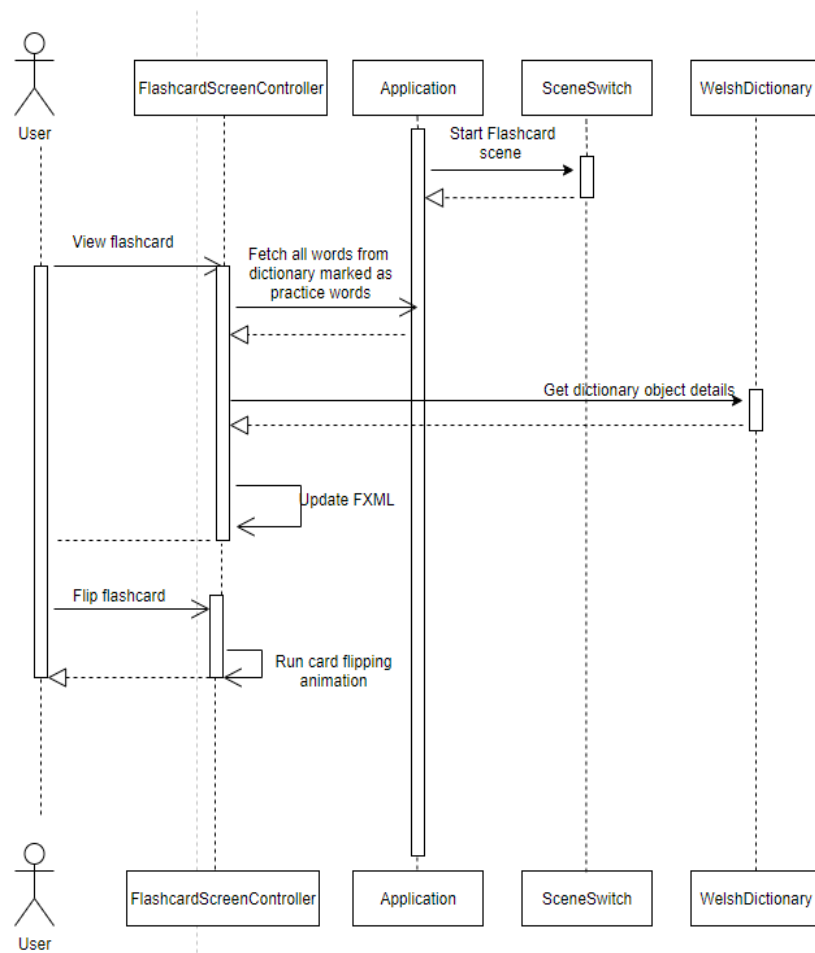 User
FlashcardScreenController
Application
SceneSwitch
WelshDictionary
Start Flashcard
scene
View flashcard
Fetch all words from
dictionary marked as
practice words
Get dictionary object details
Update FXML
Flip flashcard
Run card flipping
animation
User
FlashcardScreenController
Application
SceneSwitch
WelshDictionary